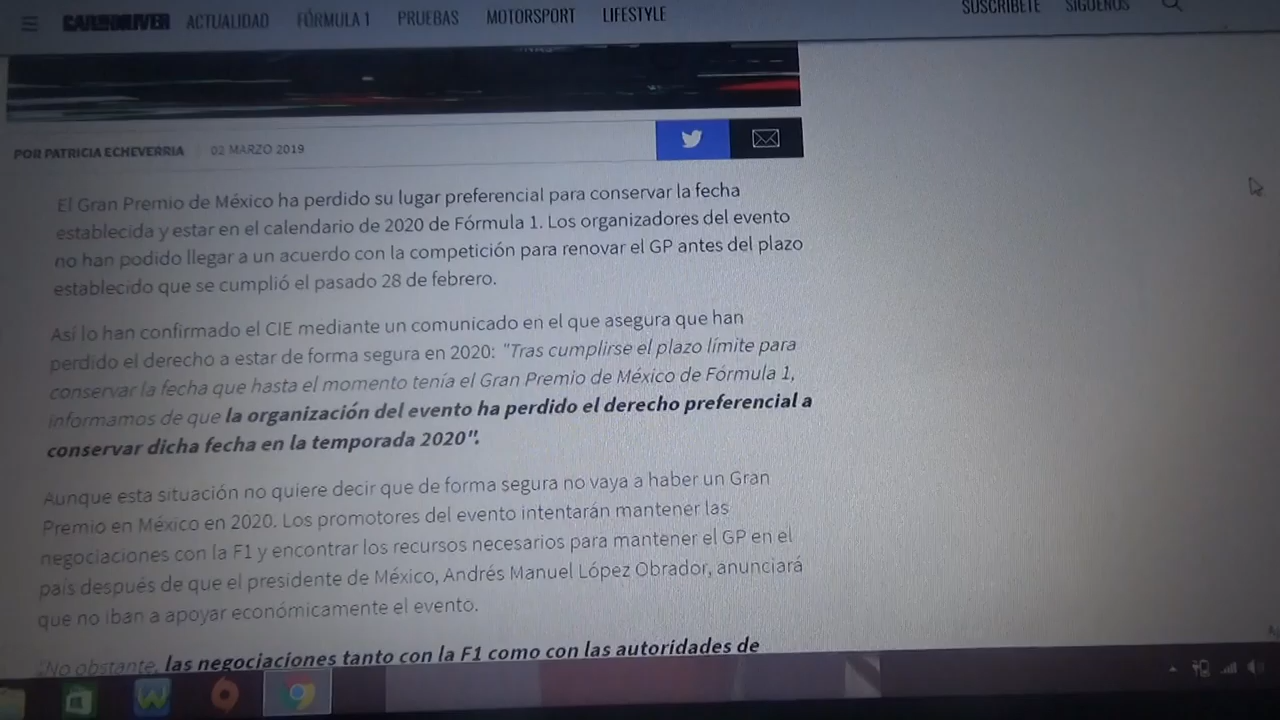 CAR AND DRIVER ACTUALIDAD FÓRMULA 1 PRUEBAS MOTORSPORT LIFESTYLE SUSCRÍBETE SÍGUENOS
POR PATRICIA ECHEVERRIA 02 MARZO 2019
El Gran Premio de México ha perdido su lugar preferencial para conservar la fecha
establecida y estar en el calendario de 2020 de Fórmula 1. Los organizadores del evento
no han podido llegar a un acuerdo con la competición para renovar el GP antes del plazo
establecido que se cumplió el pasado 28 de febrero.
Así lo han confirmado el CIE mediante un comunicado en el que asegura que han
perdido el derecho a estar de forma segura en 2020: "Tras cumplirse el plazo límite para
conservar la fecha que hasta el momento tenía el Gran Premio de México de Fórmula 1,
informamos de que la organización del evento ha perdido el derecho preferencial a
conservar dicha fecha en la temporada 2020".
Aunque esta situación no quiere decir que de forma segura no vaya a haber un Gran
Premio en México en 2020. Los promotores del evento intentarán mantener las
negociaciones con la F1 y encontrar los recursos necesarios para mantener el GP en el
país después de que el presidente de México, Andrés Manuel López Obrador, anunciará
que no iban a apoyar económicamente el evento.
"No obstante, las negociaciones tanto con la F1 como con las autoridades de